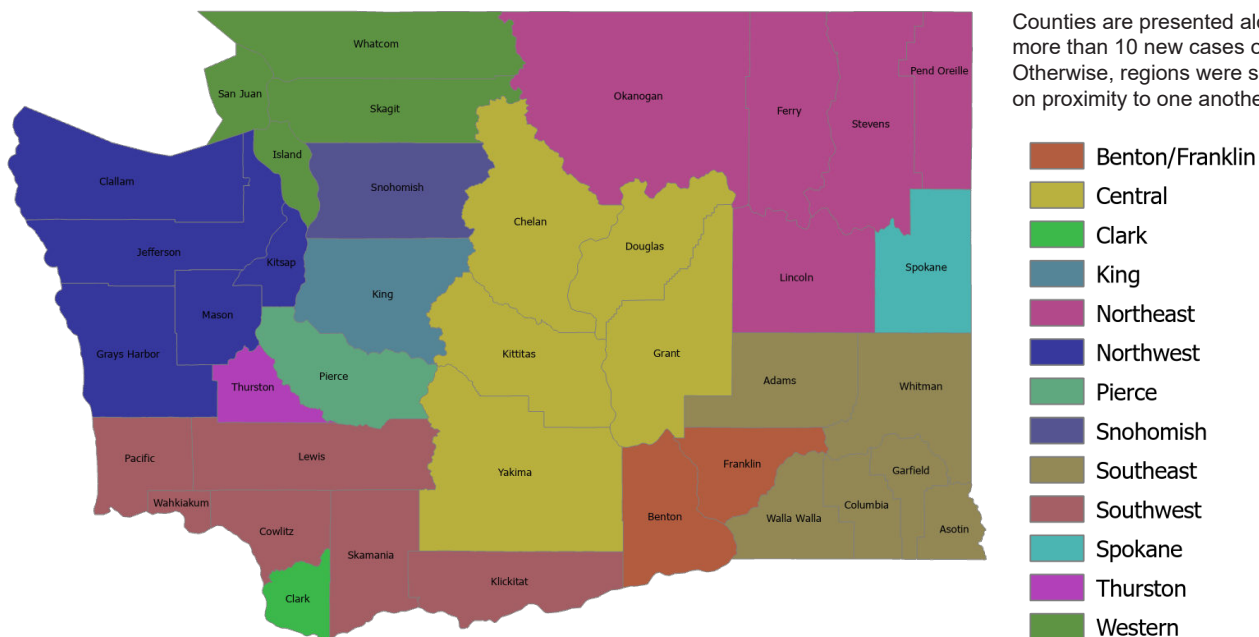 Counties are presented
more than 10 new cases
Otherwise, regions were
on proximity to one
Whatcom
San Juan
Skagit
Island
Okanogan
Ferry
Stevens
Pend Oreille
Clallam
Snohomish
Chelan
Douglas
Jefferson
Kitsap
King
Lincoln
Spokane
Mason
Grays Harbor
Kittitas
Grant
Thurston
Pierce
Adams
Whitman
Pacific
Lewis
Yakima
Franklin
Garfield
Wahkiakum
Cowlitz
Skamania
Benton
Walla Walla
Columbia
Asotin
Clark
Klickitat
Benton/Franklin
Central
Clark
King
Northeast
Northwest
Pierce
Snohomish
Southeast
Southwest
Spokane
Thurston
Western